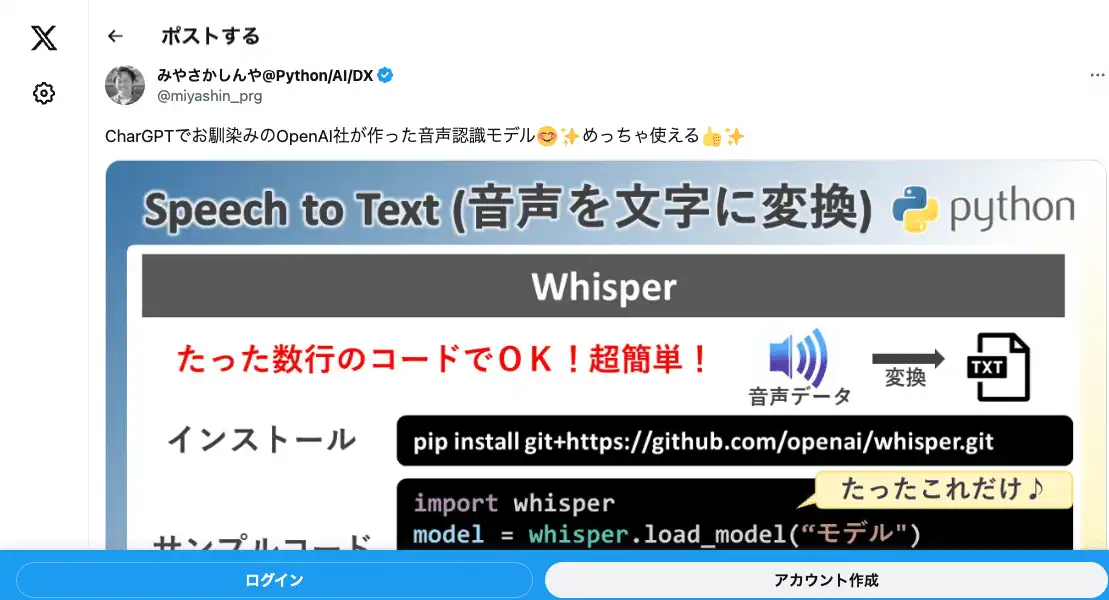 ポストする
みやさかしんや@Python/AI/DX
@miyashin_prg
CharGPTでお馴染みのOpenAI社が作った音声認識モデル😊✨めっちゃ使える👍✨
Speech to Text (音声を文字に変換) python
Whisper
たった数行のコードでOK！超簡単！
音声データ
変換
TXT
インストール
pip install git+https://github.com/openai/whisper.git
たったこれだけ♪
サンプルコード
import whisper
model = whisper.load_model(“モデル")
ログイン
アカウント作成